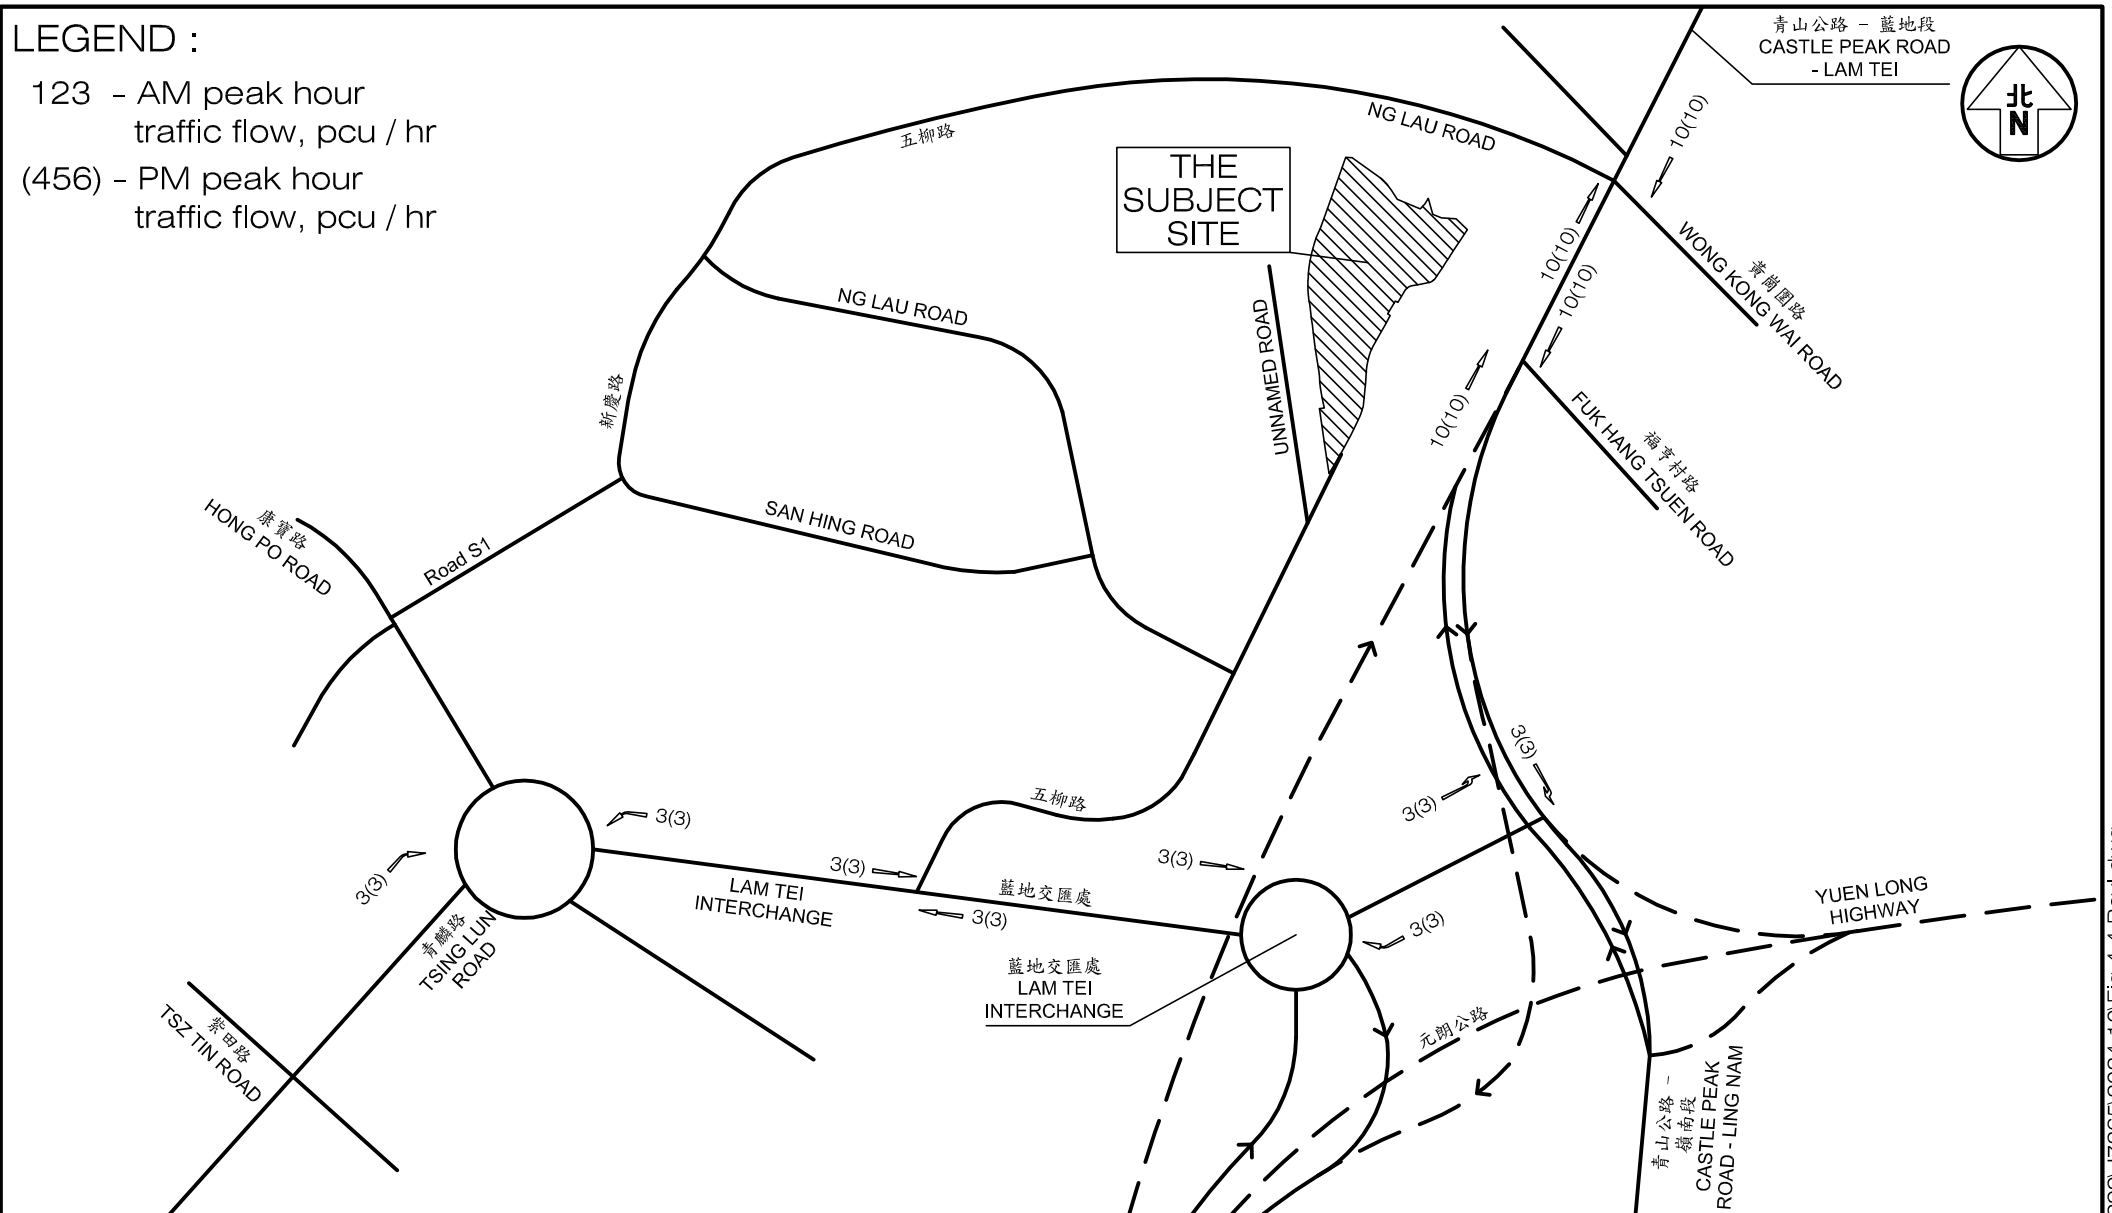 LEGEND :
123 - AM peak hour
traffic flow, pcu / hr
(456) - PM peak hour
traffic flow, pcu / hr
青山公路 - 藍地段
CASTLE PEAK ROAD
- LAM TEI
北
N
10(10)
五柳路
NG LAU ROAD
THE
SUBJECT
SITE
10(10)
10(10)
黃崗圍路
WONG KONG WAI ROAD
NG LAU ROAD
UNNAMED ROAD
新慶路
10(10)
福亨村路
FUK HANG TSUEN ROAD
康寶路
HONG PO ROAD
Road S1
SAN HING ROAD
3(3)
3(3)
五柳路
3(3)
3(3)
3(3)
3(3)
LAM TEI
INTERCHANGE
藍地交匯處
3(3)
3(3)
YUEN LONG
HIGHWAY
青麟路
TSING LUN
ROAD
藍地交匯處
LAM TEI
INTERCHANGE
元朗公路
紫田路
TSZ TIN ROAD
青山公路 -
嶺南段
CASTLE PEAK
ROAD - LING NAM